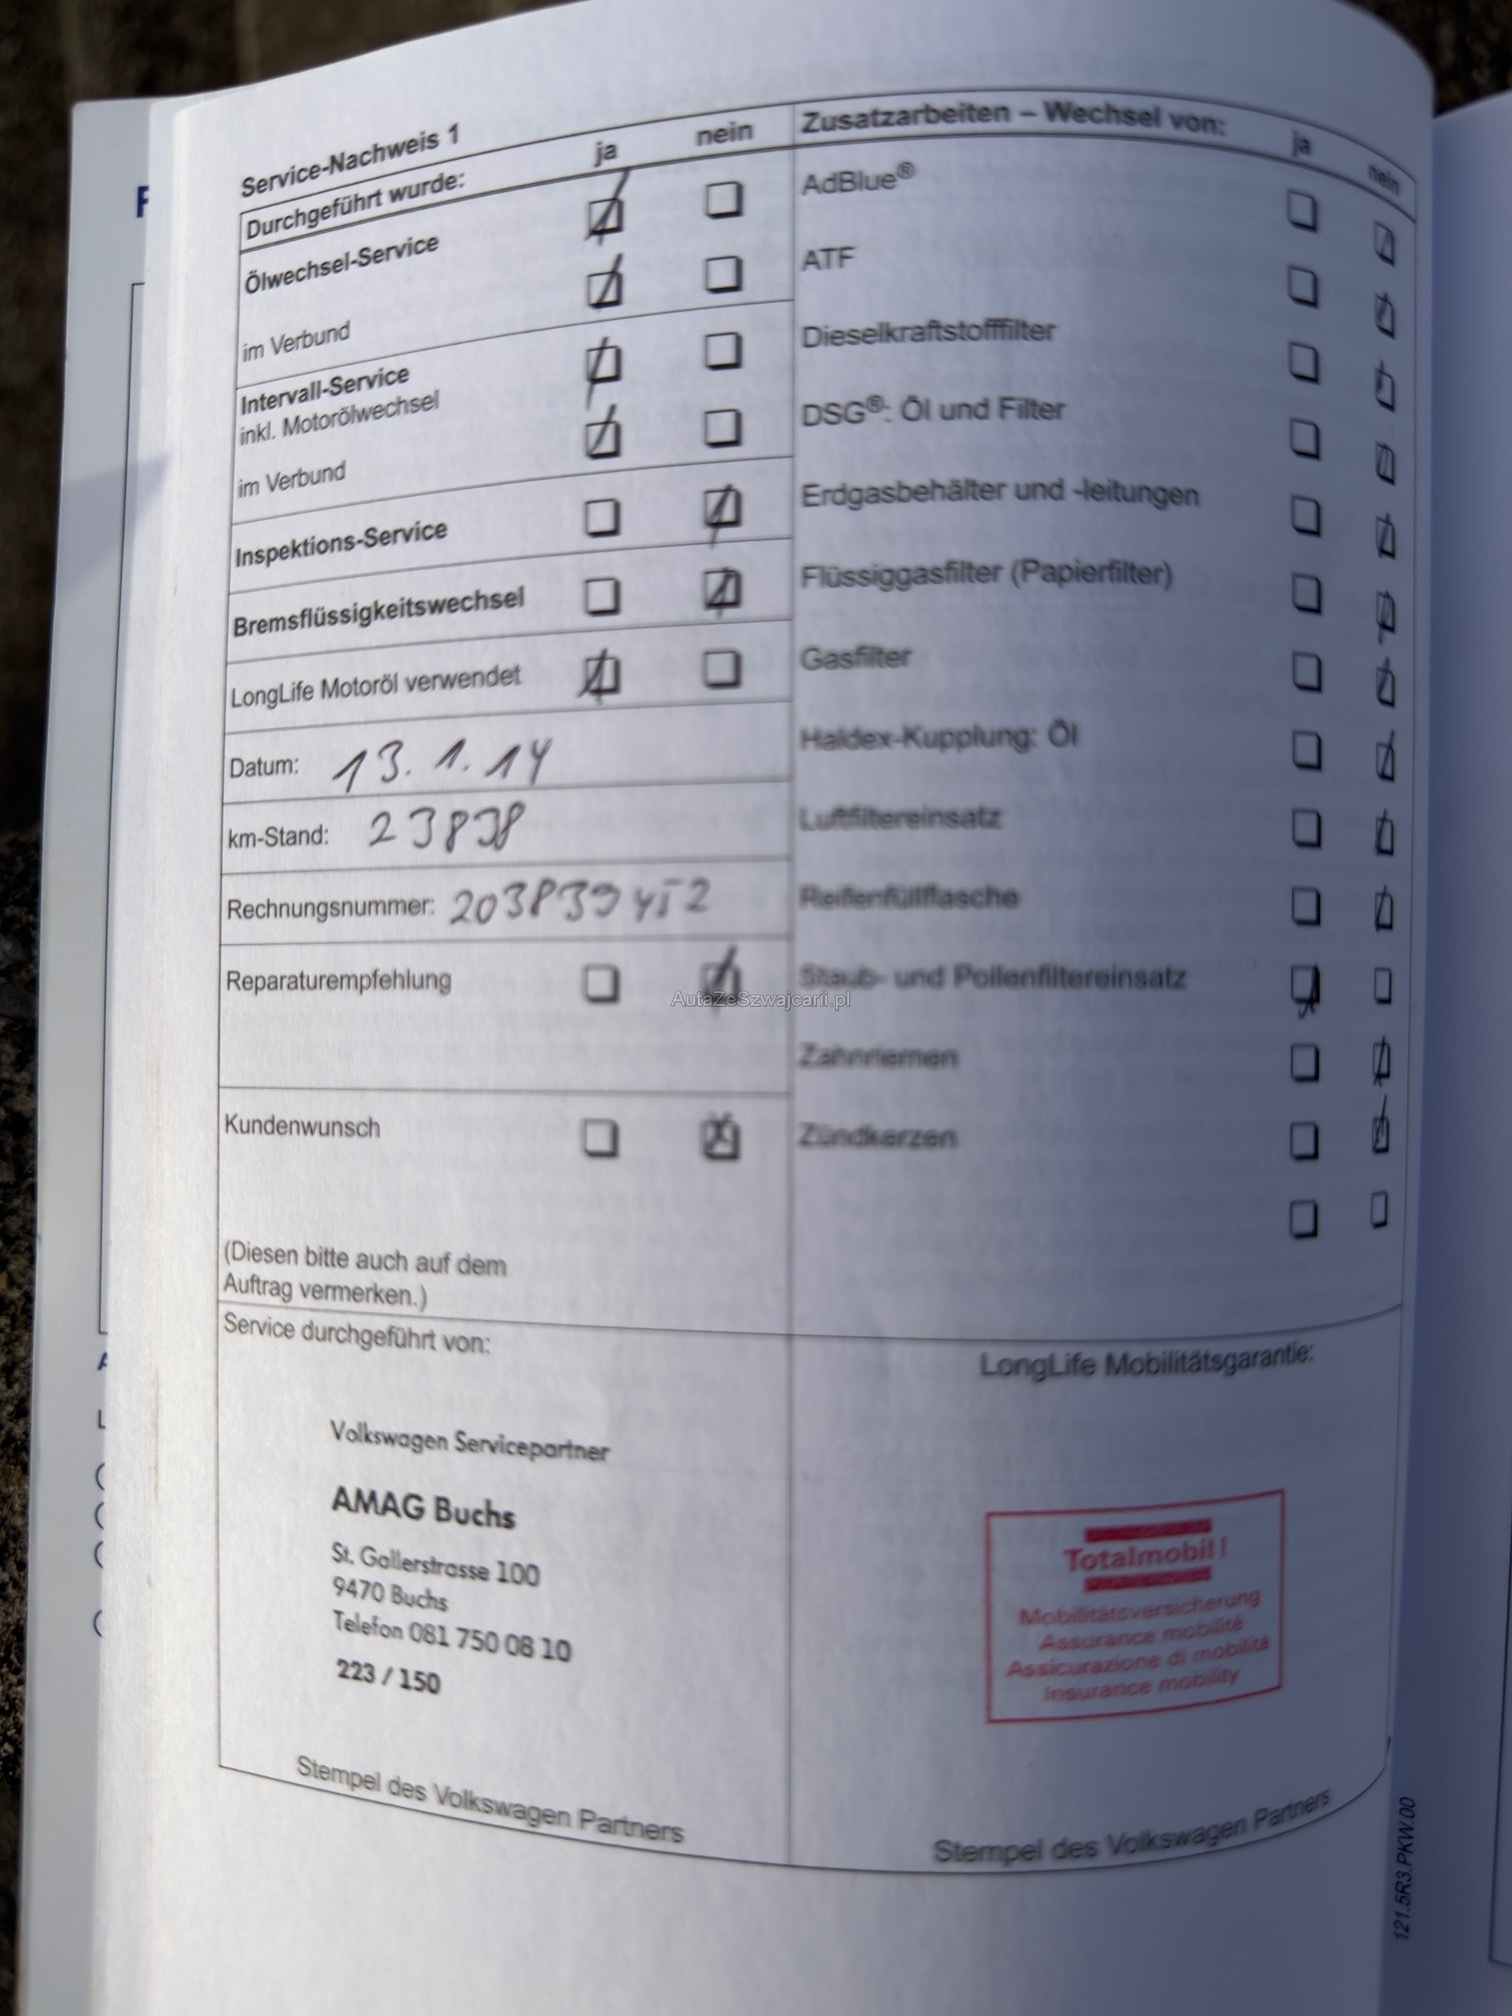 Service-Nachweis 1
Durchgeführt wurde: ja nein
Ölwechsel-Service
im Verbund
Intervall-Service
inkl. Motorölwechsel
im Verbund
Inspektions-Service
Bremsflüssigkeitswechsel
LongLife Motoröl verwendet
Datum: 13.1.14
km-Stand: 23838
Rechnungsnummer:
Reparaturempfehlung
Kundenwunsch
(Diesen bitte auch auf dem
Auftrag vermerken.)
Zusatzarbeiten – Wechsel von: ja nein
AdBlue®
ATF
Dieselkraftstofffilter
DSG®: Öl und Filter
Erdgasbehälter und -leitungen
Flüssiggasfilter (Papierfilter)
Gasfilter
Haldex-Kupplung: Öl
Luftfiltereinsatz
Reifenfüllflasche
Staub- und Pollenfiltereinsatz
Zahnriemen
Zündkerzen
Service durchgeführt von:
Volkswagen Servicepartner
AMAG Buchs
St. Gallerstrasse 100
9470 Buchs
Telefon 081 750 08 10
223 / 150
Stempel des Volkswagen Partners
LongLife Mobilitätsgarantie:
Totalmobil!
Mobilitätsversicherung
Assurance mobilité
Assicurazione di mobilità
Insurance mobility
Stempel des Volkswagen Partners
121.5R3.PKW.00
AutaZeSzwajcarii.pl